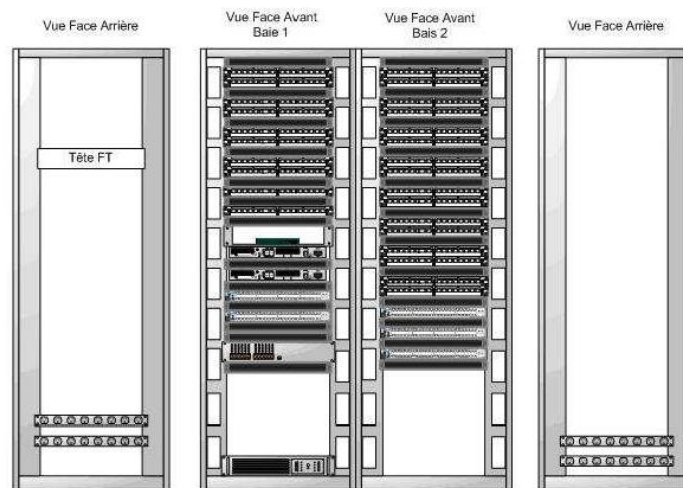 Vue Face Arrière
Vue Face Avant
Baie 1
Vue Face Avant
Bais 2
Vue Face Arrière
Tête FT